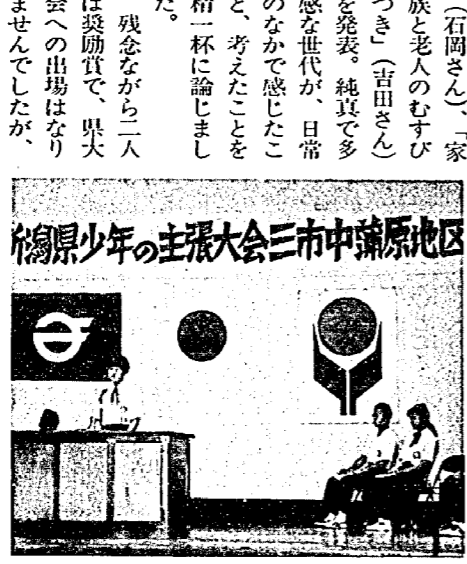 （石岡さん）、「家
族と老人のむすび
つき」（吉田さん）
を発表。純真で多
感な世代が、日常
のなかで感じたこ
と、考えたことを
精一杯に論じまし
た。
残念ながら二人
は奨励賞で、県大
会への出場はなり
ませんでしたが、
新潟県少年の主張大会三市中蒲原地区